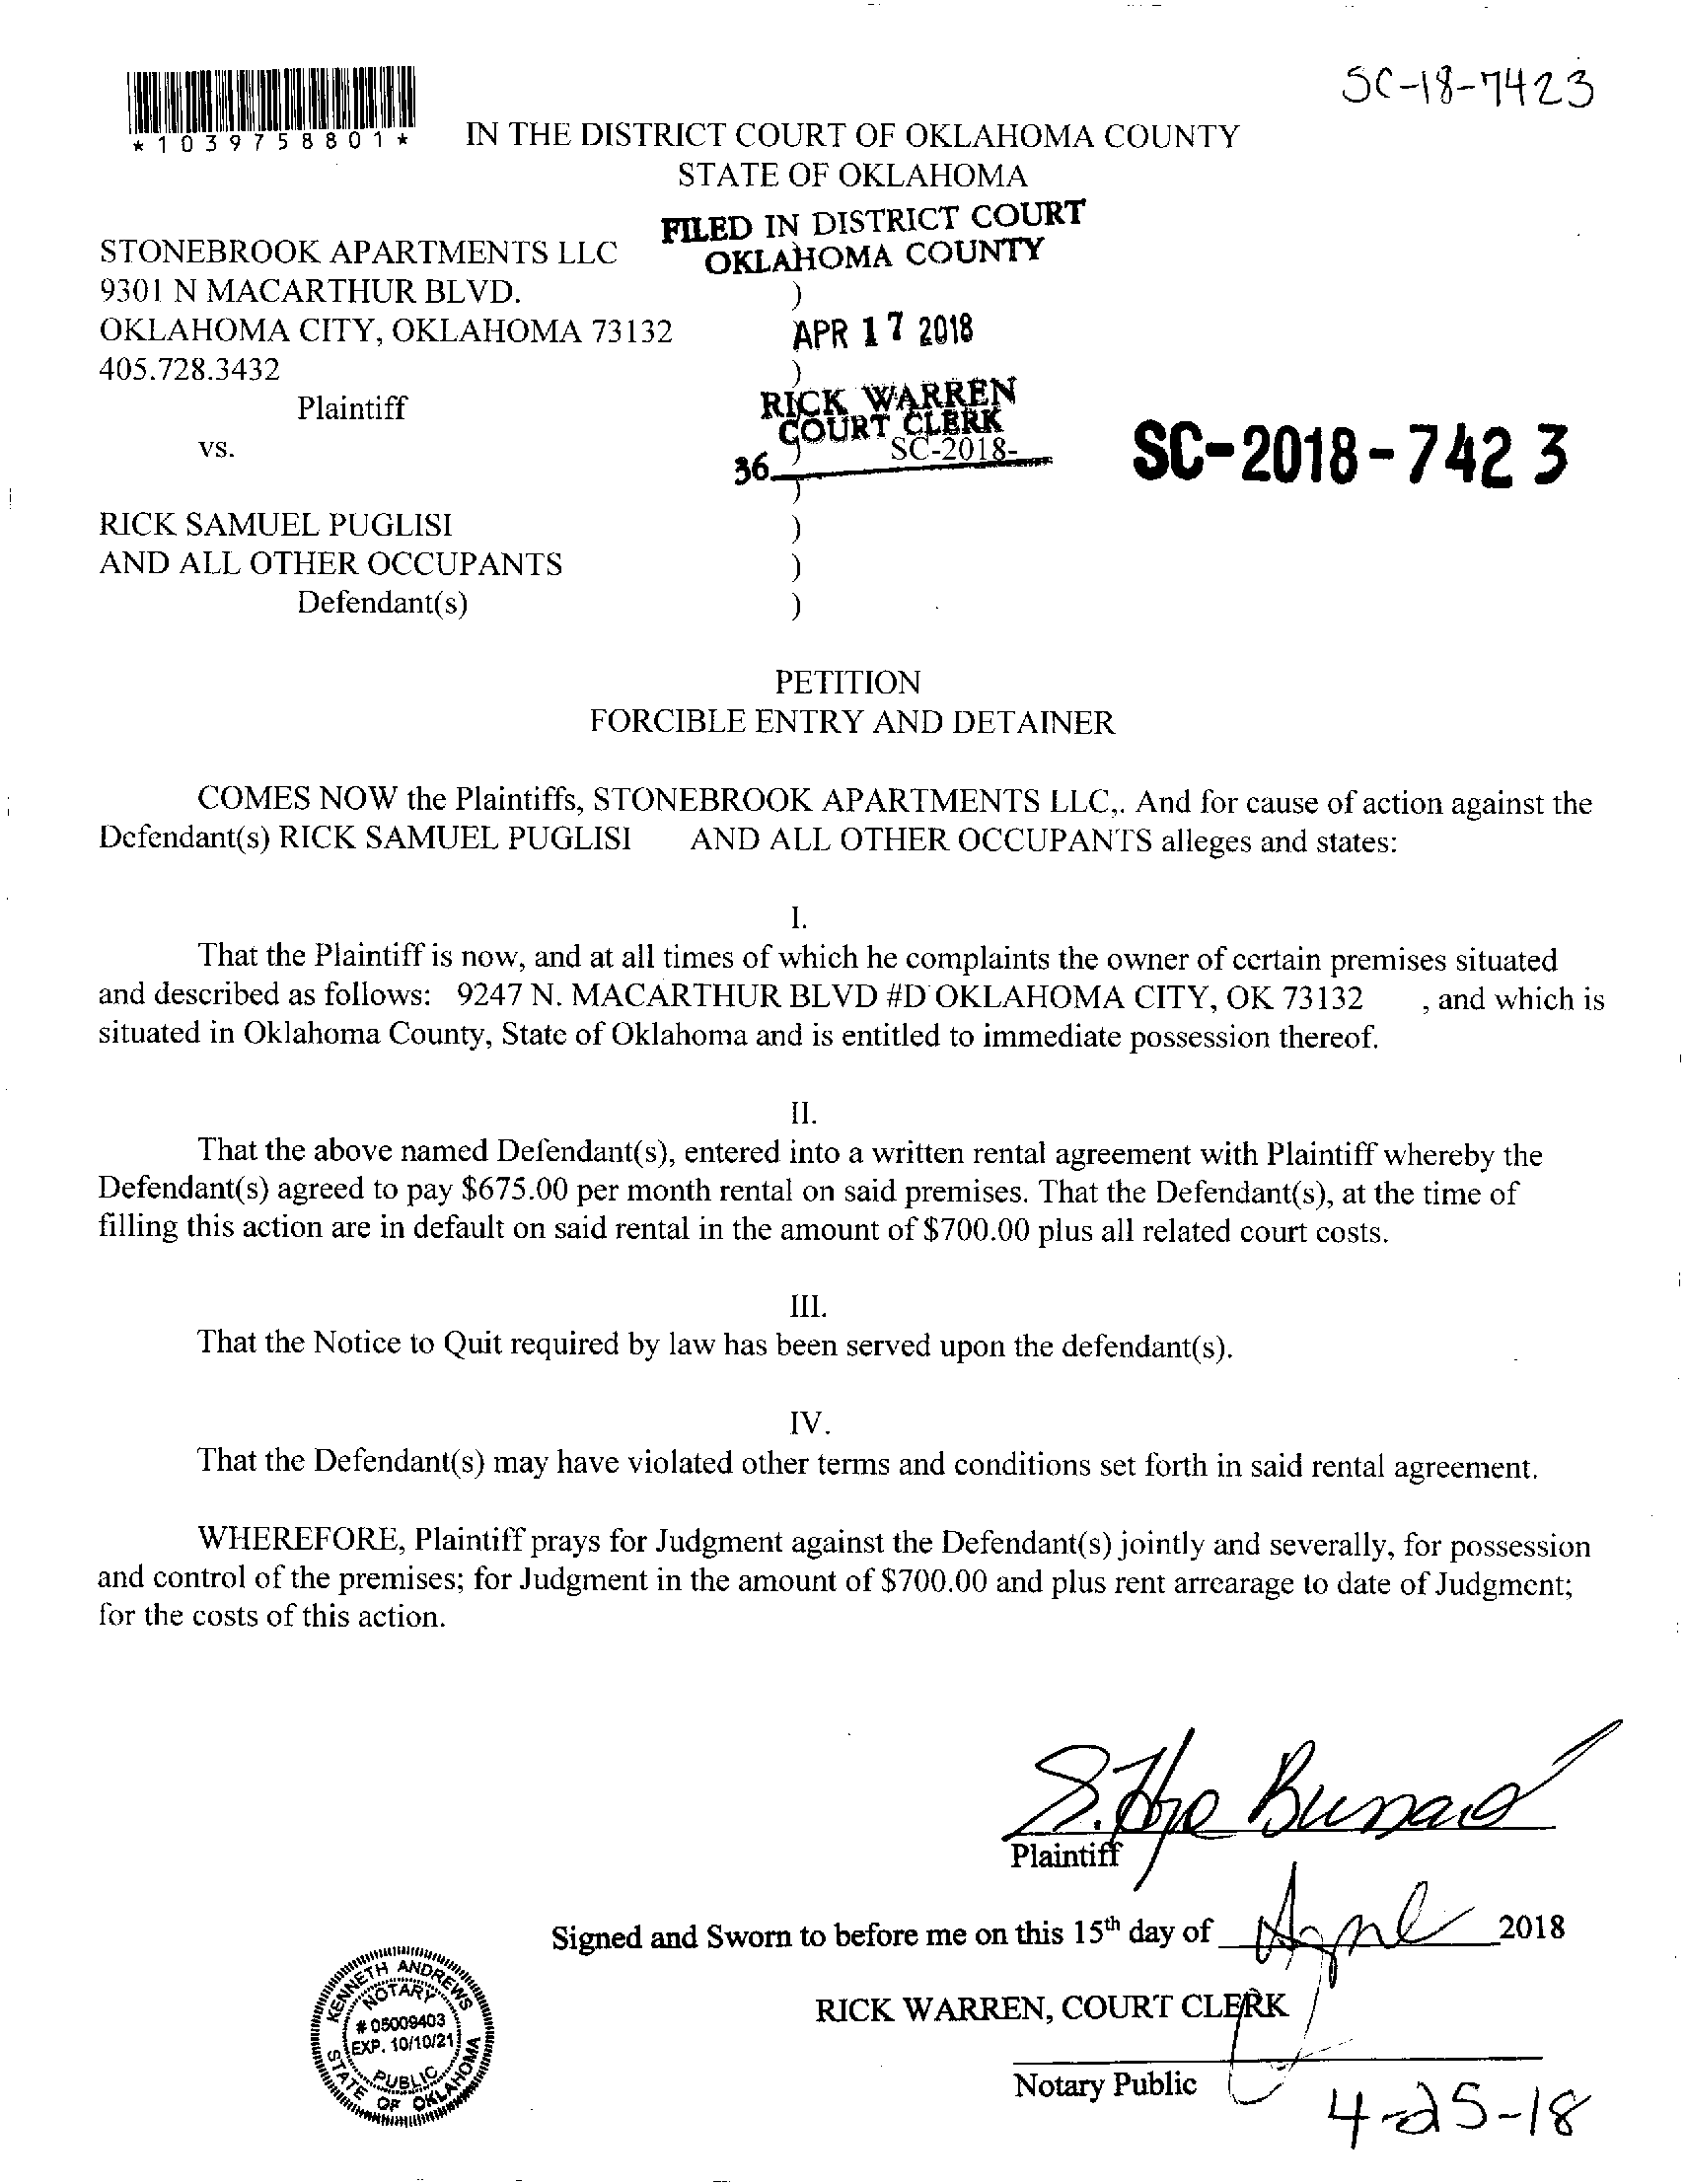 SC-18-7423
*1039758801*
IN THE DISTRICT COURT OF OKLAHOMA COUNTY
STATE OF OKLAHOMA
FILED IN DISTRICT COURT
OKLAHOMA COUNTY
STONEBROOK APARTMENTS LLC
9301 N MACARTHUR BLVD. )
OKLAHOMA CITY, OKLAHOMA 73132
APR 17 2018
405.728.3432 )
Plaintiff
RICK WARREN
COURT CLERK
vs. ) SC-2018-
36
SC-2018-7423
)
RICK SAMUEL PUGLISI )
AND ALL OTHER OCCUPANTS )
Defendant(s) )
PETITION
FORCIBLE ENTRY AND DETAINER
COMES NOW the Plaintiffs, STONEBROOK APARTMENTS LLC,. And for cause of action against the
Defendant(s) RICK SAMUEL PUGLISI AND ALL OTHER OCCUPANTS alleges and states:
I.
That the Plaintiff is now, and at all times of which he complaints the owner of certain premises situated
and described as follows: 9247 N. MACARTHUR BLVD #D OKLAHOMA CITY, OK 73132 , and which is
situated in Oklahoma County, State of Oklahoma and is entitled to immediate possession thereof.
II.
That the above named Defendant(s), entered into a written rental agreement with Plaintiff whereby the
Defendant(s) agreed to pay $675.00 per month rental on said premises. That the Defendant(s), at the time of
filling this action are in default on said rental in the amount of $700.00 plus all related court costs.
III.
That the Notice to Quit required by law has been served upon the defendant(s).
IV.
That the Defendant(s) may have violated other terms and conditions set forth in said rental agreement.
WHEREFORE, Plaintiff prays for Judgment against the Defendant(s) jointly and severally, for possession
and control of the premises; for Judgment in the amount of $700.00 and plus rent arrearage to date of Judgment;
for the costs of this action.
Plaintiff
Signed and Sworn to before me on this 15th day of April 2018
RICK WARREN, COURT CLERK
KENNETH ANDREWS
NOTARY
# 05009403
EXP. 10/10/21
PUBLIC
STATE OF OKLAHOMA
Notary Public
4-25-18